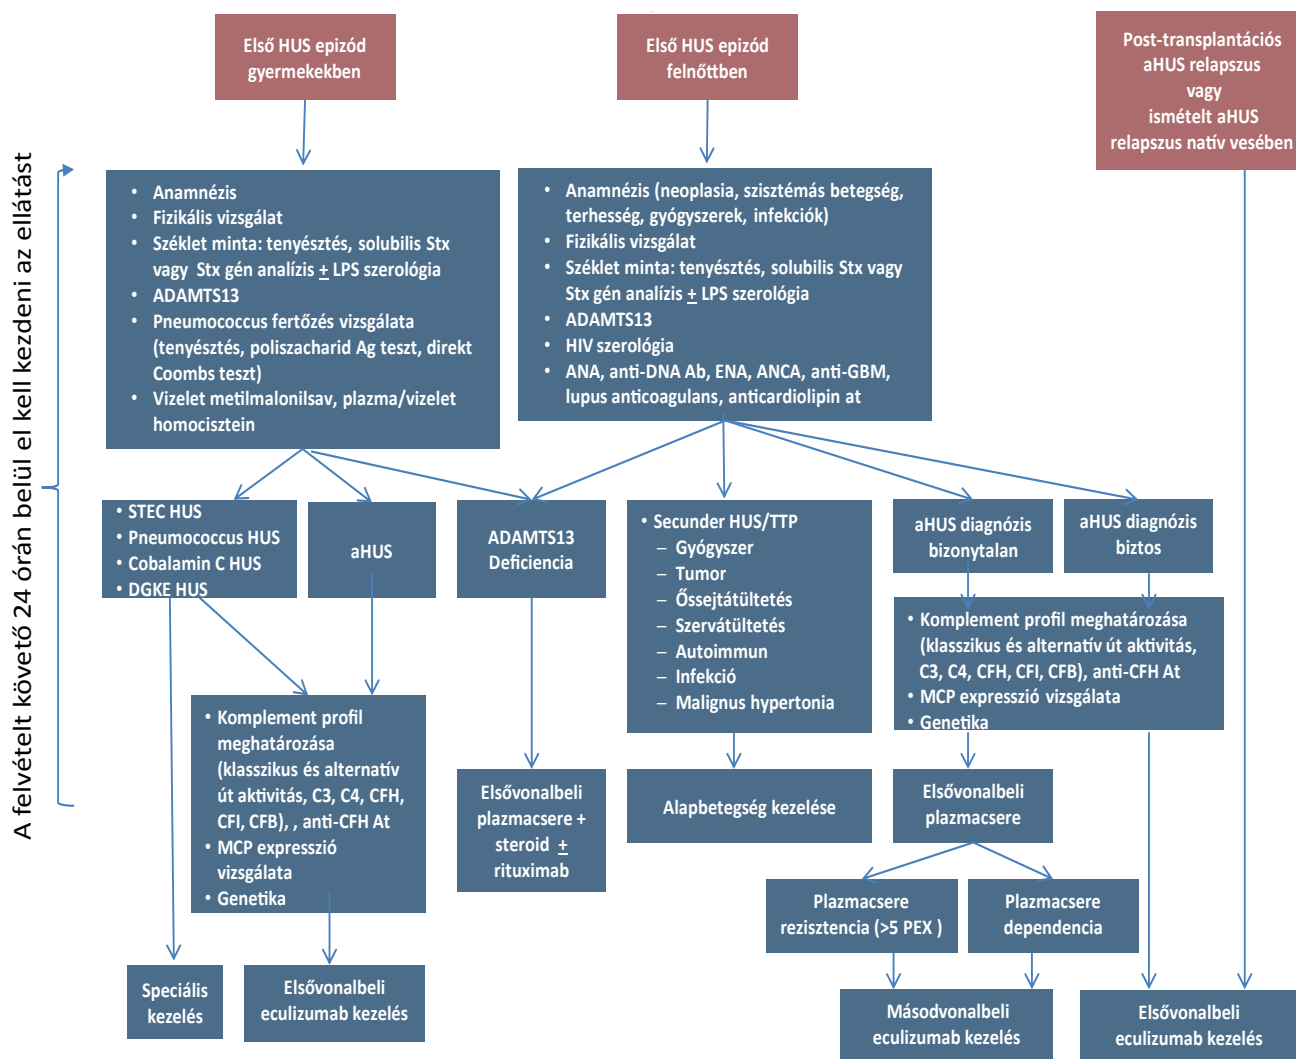 Első HUS epizód
gyermekekben
Első HUS epizód
felnőttben
Post-transplantációs
aHUS relapszus
vagy
ismételt aHUS
relapszus natív vesében
A felvételt követő 24 órán belül el kell kezdeni az ellátást
• Anamnézis
• Fizikális vizsgálat
• Széklet minta: tenyésztés, solubilis Stx
vagy Stx gén analízis ± LPS szerológia
• ADAMTS13
• Pneumococcus fertőzés vizsgálata
(tenyésztés, poliszacharid Ag teszt, direkt
Coombs teszt)
• Vizelet metilmalonilsav, plazma/vizelet
homocisztein
• Anamnézis (neoplasia, szisztémás betegség,
terhesség, gyógyszerek, infekciók)
• Fizikális vizsgálat
• Széklet minta: tenyésztés, solubilis Stx vagy
Stx gén analízis ± LPS szerológia
• ADAMTS13
• HIV szerológia
• ANA, anti-DNA Ab, ENA, ANCA, anti-GBM,
lupus anticoagulans, anticardiolipin at
• STEC HUS
• Pneumococcus HUS
• Cobalamin C HUS
• DGKE HUS
aHUS
ADAMTS13
Deficiencia
• Secunder HUS/TTP
– Gyógyszer
– Tumor
– Őssejtátültetés
– Szervátültetés
– Autoimmun
– Infekció
– Malignus hypertonia
aHUS diagnózis
bizonytalan
aHUS diagnózis
biztos
• Komplement profil meghatározása
(klasszikus és alternatív út aktivitás,
C3, C4, CFH, CFI, CFB), anti-CFH At
• MCP expresszió vizsgálata
• Genetika
• Komplement profil
meghatározása
(klasszikus és alternatív
út aktivitás, C3, C4, CFH,
CFI, CFB), , anti-CFH At
• MCP expresszió
vizsgálata
• Genetika
Elsővonalbeli
plazmacsere +
steroid ±
rituximab
Alapbetegség kezelése
Elsővonalbeli
plazmacsere
Plazmacsere
rezisztencia (>5 PEX )
Plazmacsere
dependencia
Speciális
kezelés
Elsővonalbeli
eculizumab kezelés
Másodvonalbeli
eculizumab kezelés
Elsővonalbeli
eculizumab kezelés